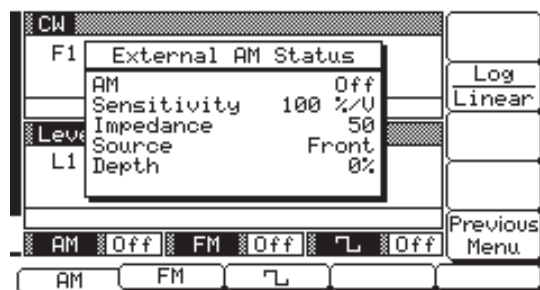 CW
F1
External AM Status
AM Off
Sensitivity 100 %/V
Impedance 50
Source Front
Depth 0%
Leve
L1
Log
Linear
Previous
Menu
AM Off FM Off Off
AM FM